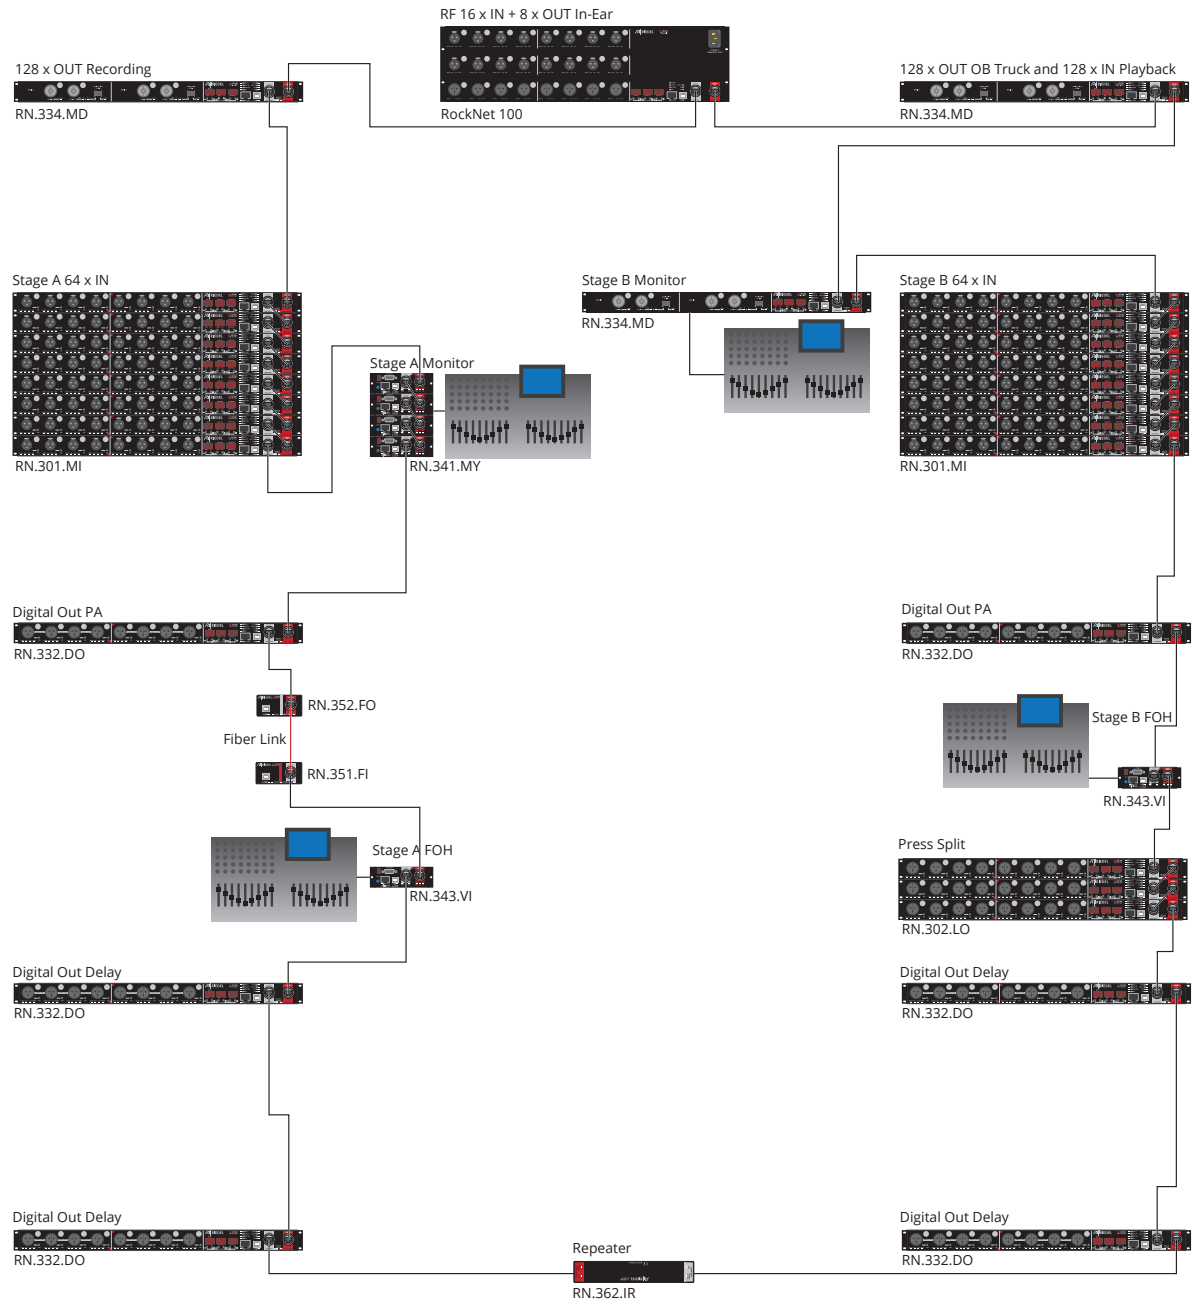 RF 16 x IN + 8 x OUT In-Ear
RockNet 100
128 x OUT Recording
RN.334.MD
128 x OUT OB Truck and 128 x IN Playback
RN.334.MD
Stage A 64 x IN
RN.301.MI
Stage A Monitor
RN.341.MY
Stage B Monitor
RN.334.MD
Stage B 64 x IN
RN.301.MI
Digital Out PA
RN.332.DO
Digital Out PA
RN.332.DO
RN.352.FO
Fiber Link
RN.351.FI
Stage B FOH
RN.343.VI
Stage A FOH
RN.343.VI
Press Split
RN.302.LO
Digital Out Delay
RN.332.DO
Digital Out Delay
RN.332.DO
Digital Out Delay
RN.332.DO
Repeater
RN.362.IR
Digital Out Delay
RN.332.DO